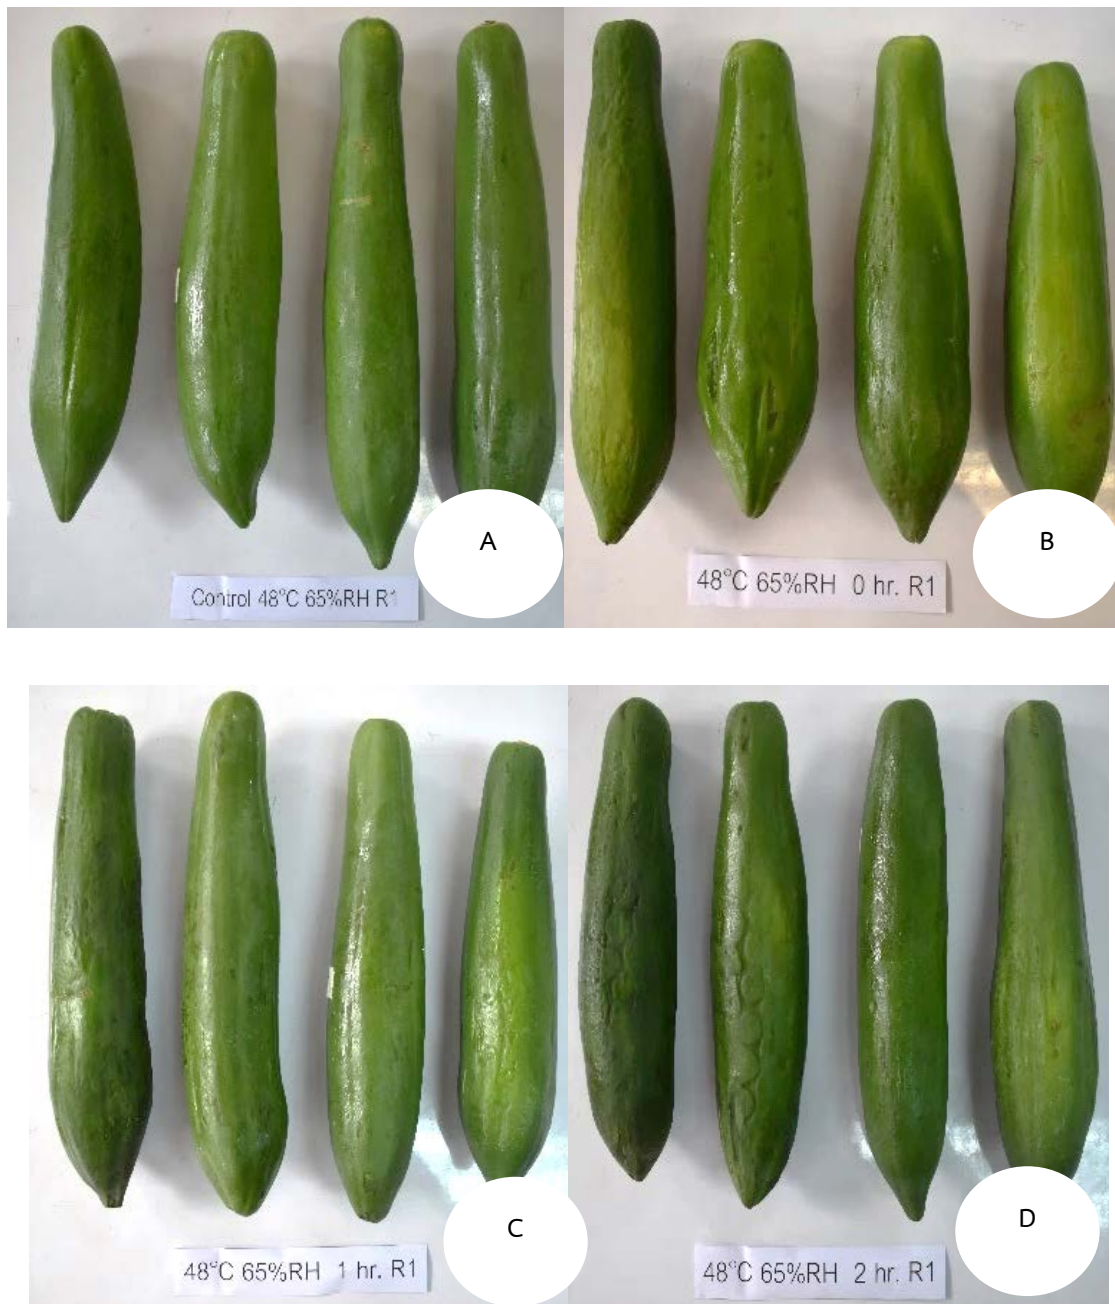 A
B
Control 48°C 65%RH R1
48°C 65%RH 0 hr. R1
C
D
48°C 65%RH 1 hr. R1
48°C 65%RH 2 hr. R1